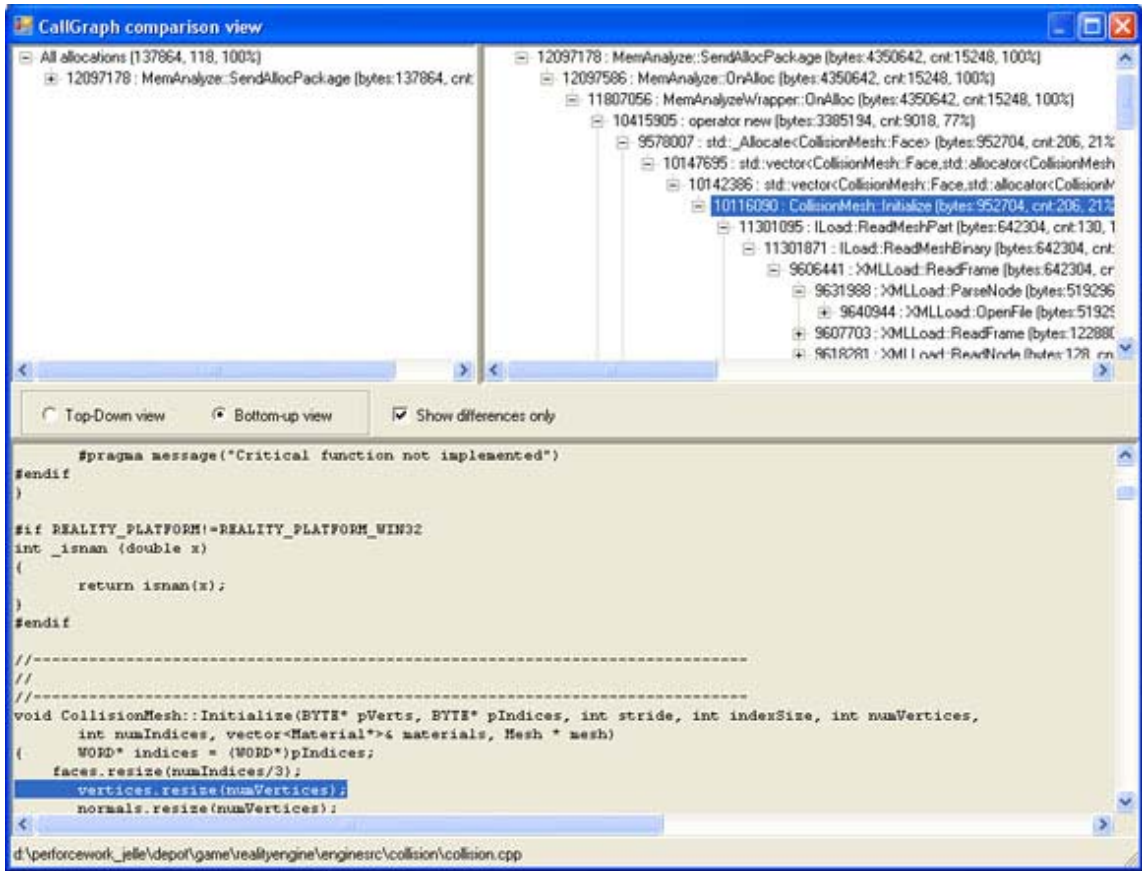 CallGraph comparison view
All allocations (137864, 118, 100%)
12097178 : MemAnalyze::SendAllocPackage (bytes:137864, cnt:
12097178 : MemAnalyze::SendAllocPackage (bytes:4350642, cnt:15248, 100%)
12097586 : MemAnalyze::OnAlloc (bytes:4350642, cnt:15248, 100%)
11807056 : MemAnalyzeWrapper::OnAlloc (bytes:4350642, cnt:15248, 100%)
10415905 : operator new (bytes:3385194, cnt:9018, 77%)
9578007 : std::_Allocate<CollisionMesh::Face> (bytes:952704, cnt:206, 21%
10147695 : std::vector<CollisionMesh::Face,std::allocator<CollisionMesh
10142386 : std::vector<CollisionMesh::Face,std::allocator<CollisionM
10116090 : CollisionMesh::Initialize (bytes:952704, cnt:206, 21%
11301095 : ILoad::ReadMeshPart (bytes:642304, cnt:130, 1
11301871 : ILoad::ReadMeshBinary (bytes:642304, cnt:
9606441 : XMLLoad::ReadFrame (bytes:642304, cr
9631988 : XMLLoad::ParseNode (bytes:519296
9640944 : XMLLoad::OpenFile (bytes:51929
9607703 : XMLLoad::ReadFrame (bytes:122880
9618281 : XMLLoad::ReadNode (bytes:128, cn
Top-Down view
Bottom-up view
Show differences only
#pragma message("Critical function not implemented")
#endif
}
#if REALITY_PLATFORM!=REALITY_PLATFORM_WIN32
int _isnan (double x)
{
return isnan(x);
}
#endif
//-----------------------------------------------------------------------------
//
//-----------------------------------------------------------------------------
void CollisionMesh::Initialize(BYTE* pVerts, BYTE* pIndices, int stride, int indexSize, int numVertices,
int numIndices, vector<Material*>& materials, Mesh * mesh)
{ WORD* indices = (WORD*)pIndices;
faces.resize(numIndices/3);
vertices.resize(numVertices);
normals.resize(numVertices);
d:\perforcework_jelle\depot\game\realityengine\enginesrc\collision\collision.cpp